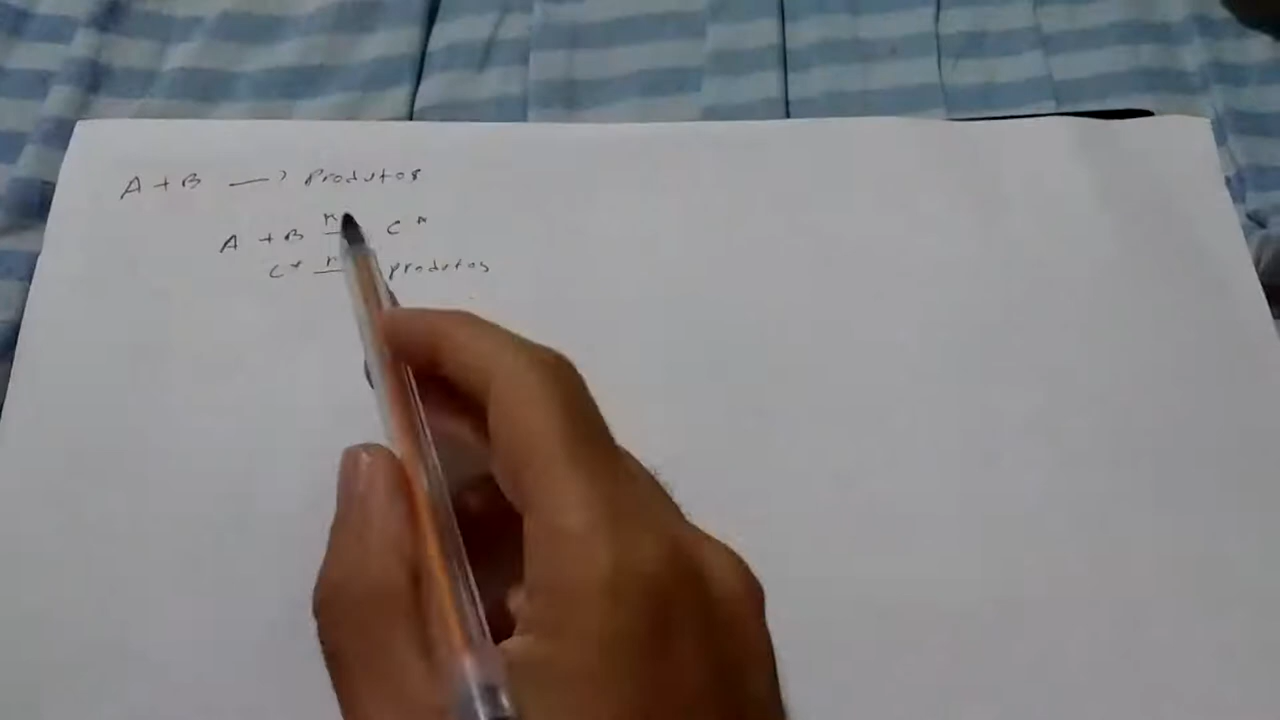 A + B → Produtos
A + B C *
C * produtos